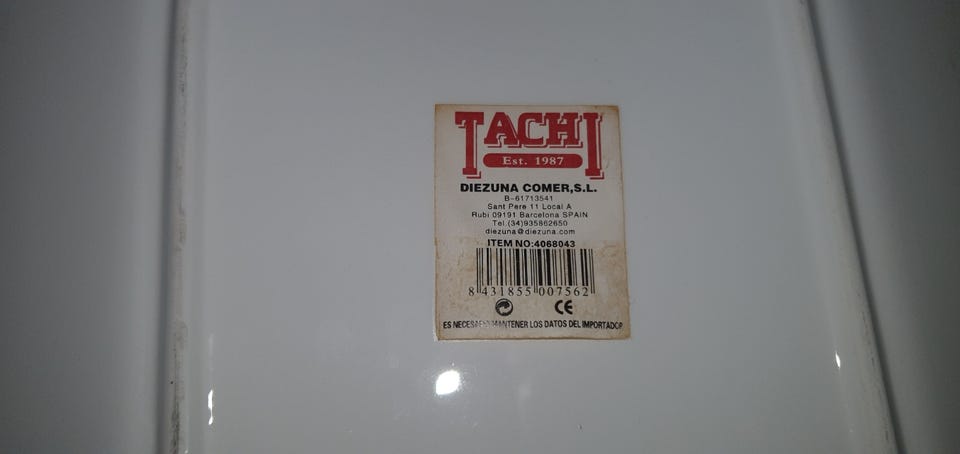 TACHI
Est. 1987
DIEZUNA COMER,S.L.
B-61713541
Sant Pere 11 Local A
Rubi 09191 Barcelona SPAIN
Tel.(34)935862650
diezuna@diezuna.com
ITEM NO:4068043
8 431855 007562
CE
ES NECESARIO MANTENER LOS DATOS DEL IMPORTADOR